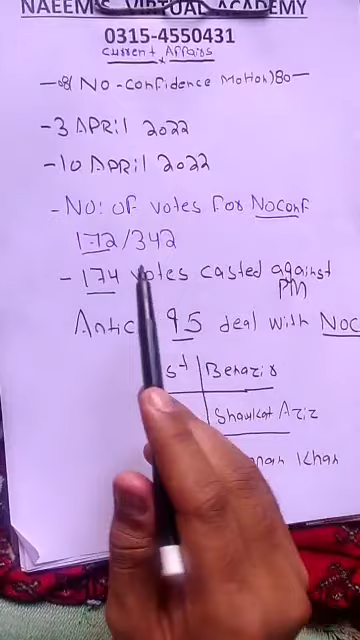 NAEEM'S VIRTUAL ACADEMY
0315-4550431
Current Affairs
No-confidence Motion
- 3 APRIL 2022
- 10 APRIL 2022
- No: of votes for Noconf
172/342
- 174 votes casted against
PM
95 deal with Noc
st Benazir
Shaukat Aziz
Khan